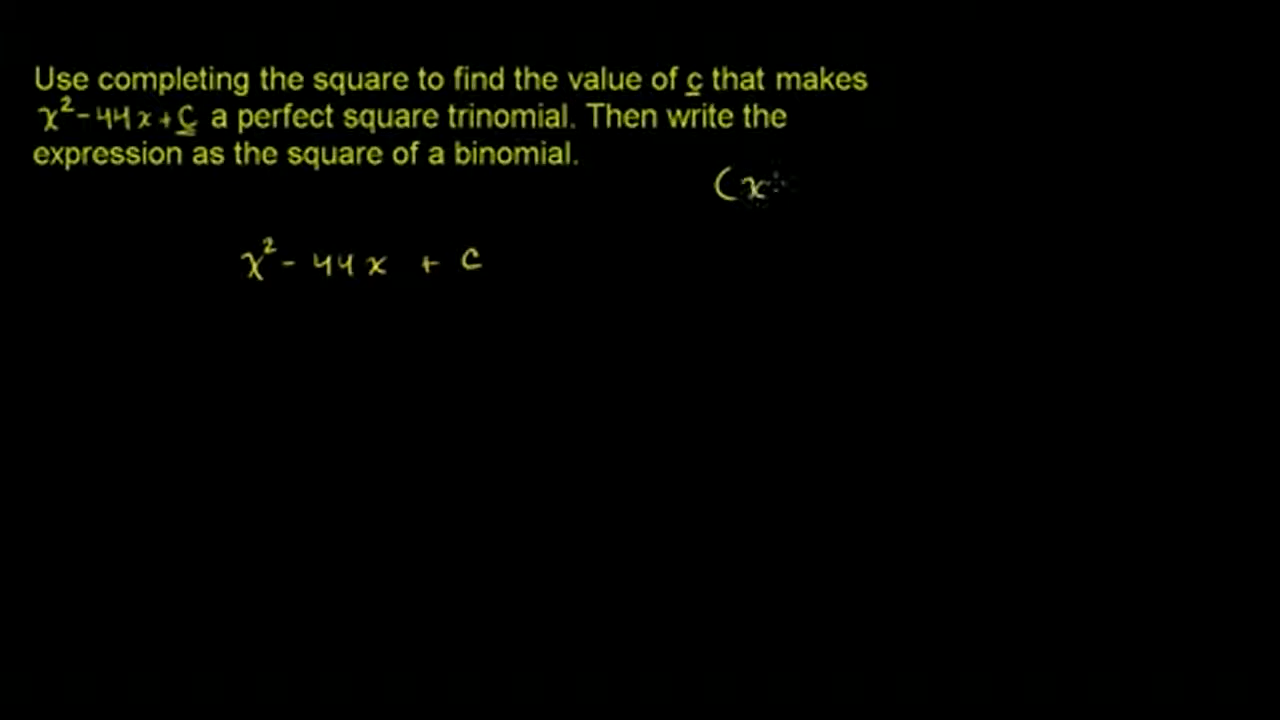 Use completing the square to find the value of c that makes
x² - 44x + C a perfect square trinomial. Then write the
expression as the square of a binomial.
(x+
x² - 44x + c